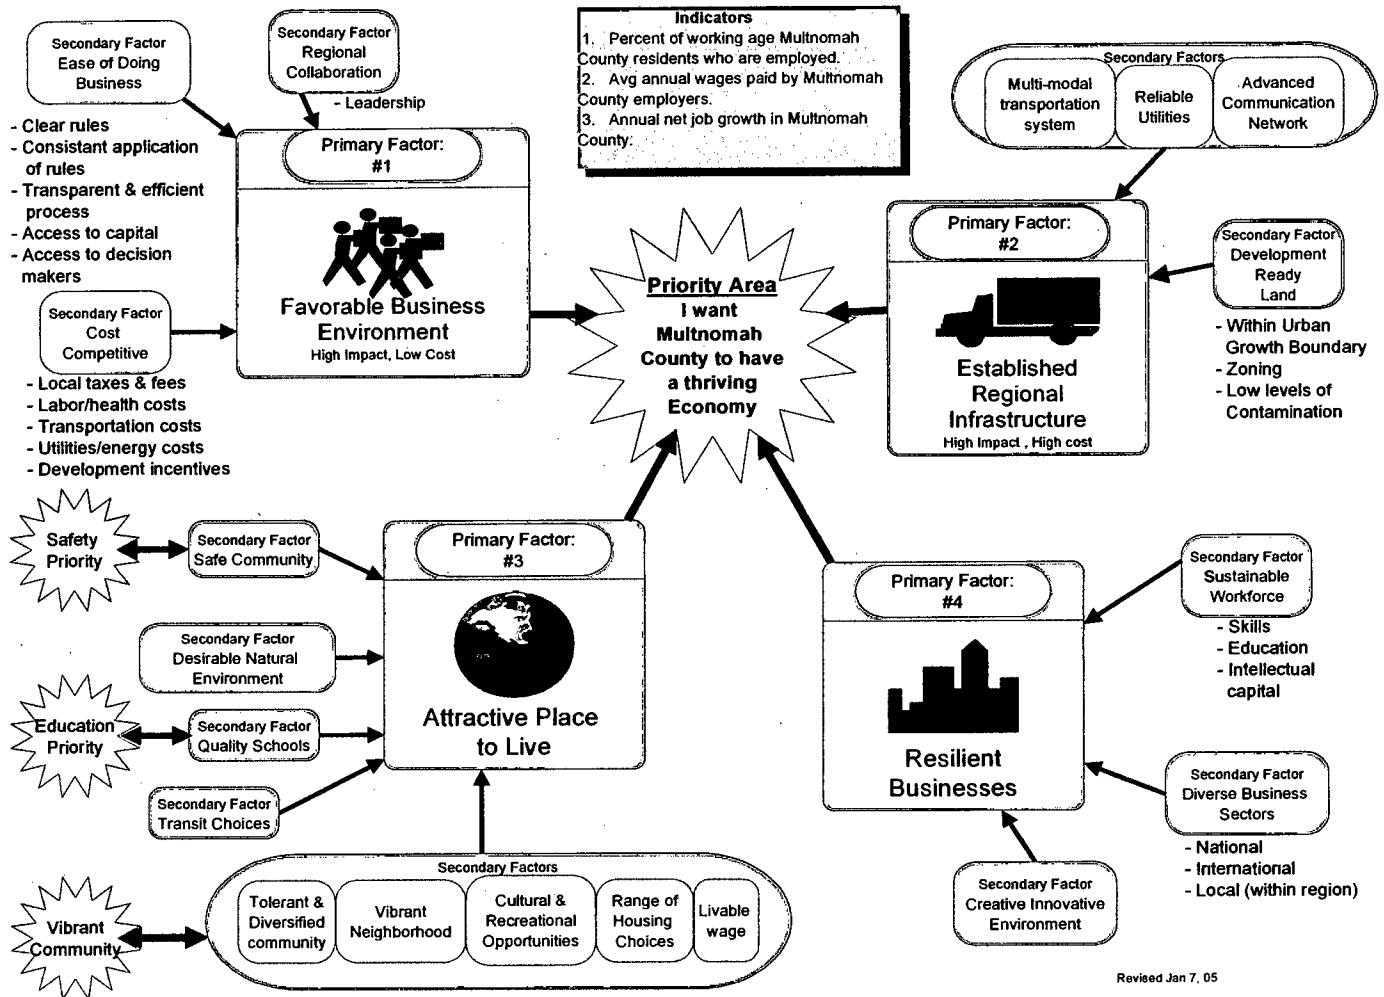 Secondary Factor
Ease of Doing
Business
- Clear rules
- Consistant application
of rules
- Transparent & efficient
process
- Access to capital
- Access to decision
makers
Secondary Factor
Regional
Collaboration
- Leadership
Primary Factor:
#1
Favorable Business
Environment
High Impact, Low Cost
Secondary Factor
Cost
Competitive
- Local taxes & fees
- Labor/health costs
- Transportation costs
- Utilities/energy costs
- Development incentives
Indicators
1. Percent of working age Multnomah
County residents who are employed.
2. Avg annual wages paid by Multnomah
County employers.
3. Annual net job growth in Multnomah
County.
Priority Area
I want
Multnomah
County to have
a thriving
Economy
Secondary Factors
Multi-modal
transportation
system
Reliable
Utilities
Advanced
Communication
Network
Primary Factor:
#2
Established
Regional
Infrastructure
High Impact , High cost
Secondary Factor
Development
Ready
Land
- Within Urban
Growth Boundary
- Zoning
- Low levels of
Contamination
Safety
Priority
Secondary Factor
Safe Community
Secondary Factor
Desirable Natural
Environment
Education
Priority
Secondary Factor
Quality Schools
Secondary Factor
Transit Choices
Primary Factor:
#3
Attractive Place
to Live
Vibrant
Community
Secondary Factors
Tolerant &
Diversified
community
Vibrant
Neighborhood
Cultural &
Recreational
Opportunities
Range of
Housing
Choices
Livable
wage
Primary Factor:
#4
Resilient
Businesses
Secondary Factor
Sustainable
Workforce
- Skills
- Education
- Intellectual
capital
Secondary Factor
Diverse Business
Sectors
- National
- International
- Local (within region)
Secondary Factor
Creative Innovative
Environment
Revised Jan 7, 05